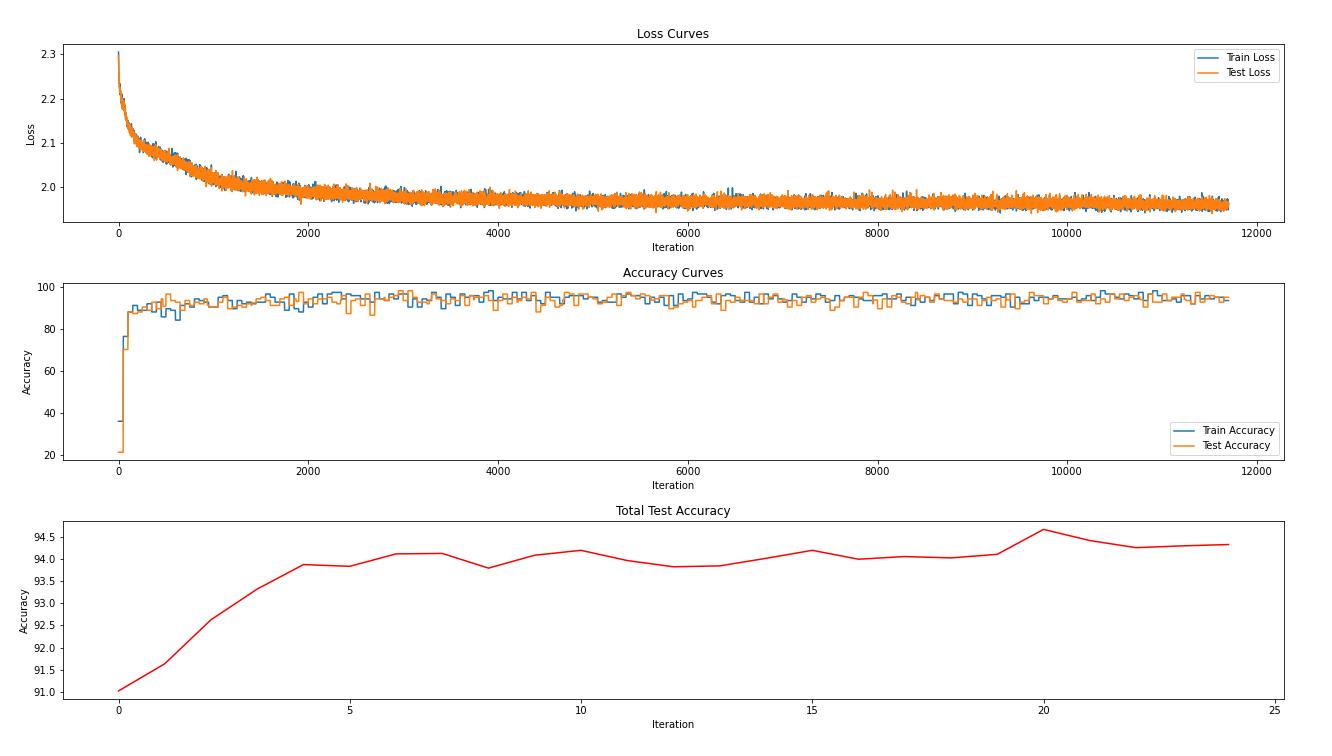 Loss Curves
2.3
2.2
2.1
2.0
Loss
Train Loss
Test Loss
0 2000 4000 6000 8000 10000 12000
Iteration
Accuracy Curves
100
80
60
40
20
Accuracy
Train Accuracy
Test Accuracy
0 2000 4000 6000 8000 10000 12000
Iteration
Total Test Accuracy
94.5
94.0
93.5
93.0
92.5
92.0
91.5
91.0
Accuracy
0 5 10 15 20 25
Iteration